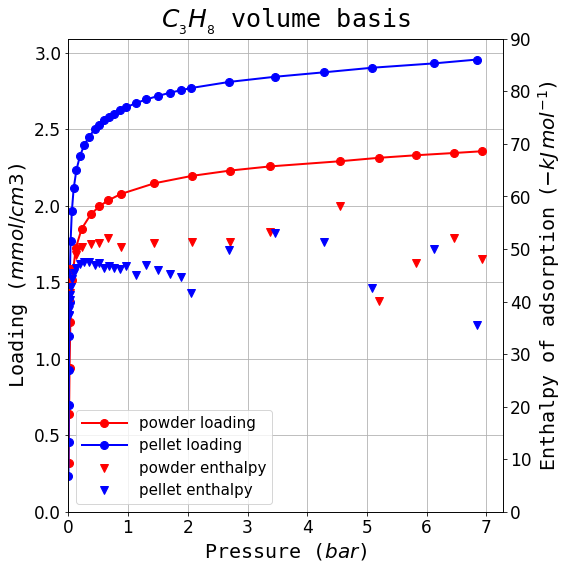 C₃H₈ volume basis
Loading (mmol/cm3)
3.0
2.5
2.0
1.5
1.0
0.5
0.0
90
80
70
60
50
40
30
20
10
0
Enthalpy of adsorption (−kJmol⁻¹)
powder loading
pellet loading
powder enthalpy
pellet enthalpy
0 1 2 3 4 5 6 7
Pressure (bar)